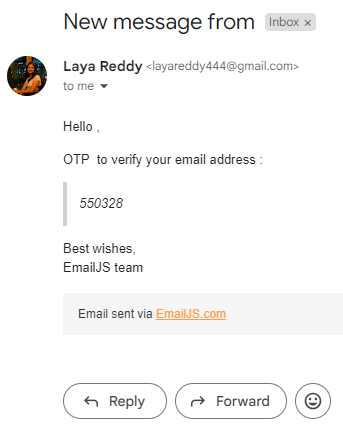 New message from Inbox ×
Laya Reddy <layareddy444@gmail.com>
to me
Hello ,
OTP to verify your email address :
550328
Best wishes,
EmailJS team
Email sent via EmailJS.com
Reply Forward